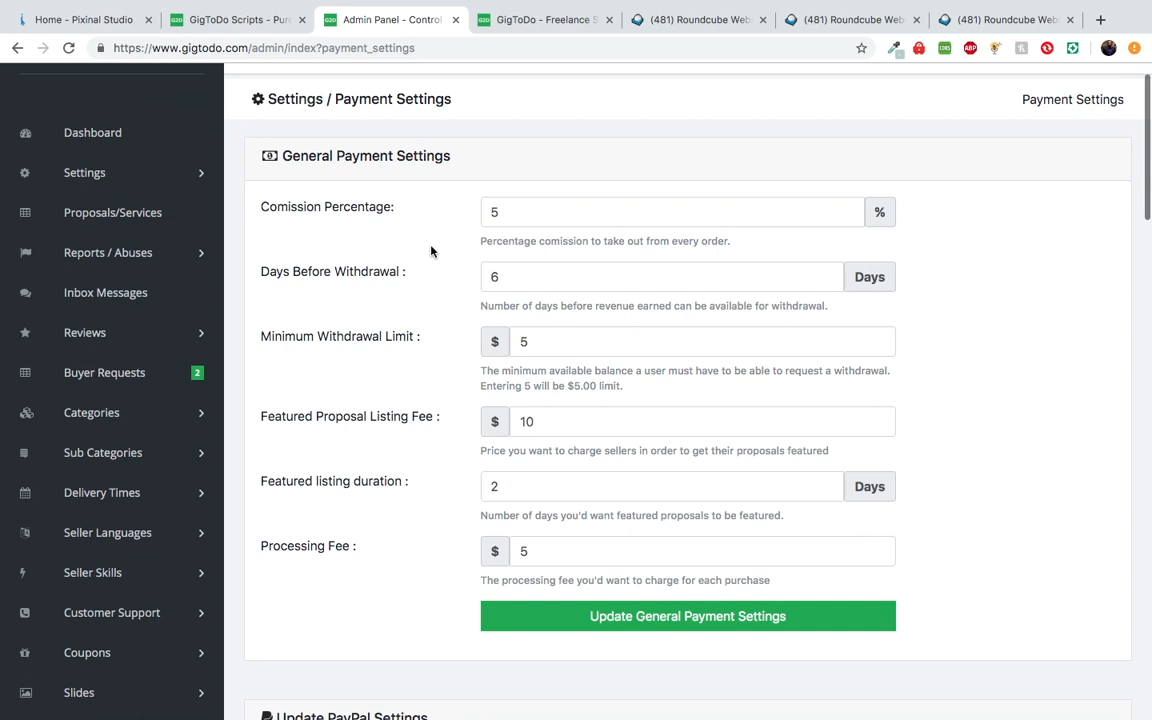 Home - Pixinal Studio
GigToDo Scripts - Pur
Admin Panel - Control
GigToDo - Freelance S
(481) Roundcube Web
(481) Roundcube Web
(481) Roundcube Web
https://www.gigtodo.com/admin/index?payment_settings
Settings / Payment Settings
Payment Settings
Dashboard
Settings
Proposals/Services
Reports / Abuses
Inbox Messages
Reviews
Buyer Requests 2
Categories
Sub Categories
Delivery Times
Seller Languages
Seller Skills
Customer Support
Coupons
Slides
General Payment Settings
Comission Percentage:
5 %
Percentage comission to take out from every order.
Days Before Withdrawal :
6 Days
Number of days before revenue earned can be available for withdrawal.
Minimum Withdrawal Limit :
$ 5
The minimum available balance a user must have to be able to request a withdrawal.
Entering 5 will be $5.00 limit.
Featured Proposal Listing Fee :
$ 10
Price you want to charge sellers in order to get their proposals featured
Featured listing duration :
2 Days
Number of days you'd want featured proposals to be featured.
Processing Fee :
$ 5
The processing fee you'd want to charge for each purchase
Update General Payment Settings
Update PayPal Settings